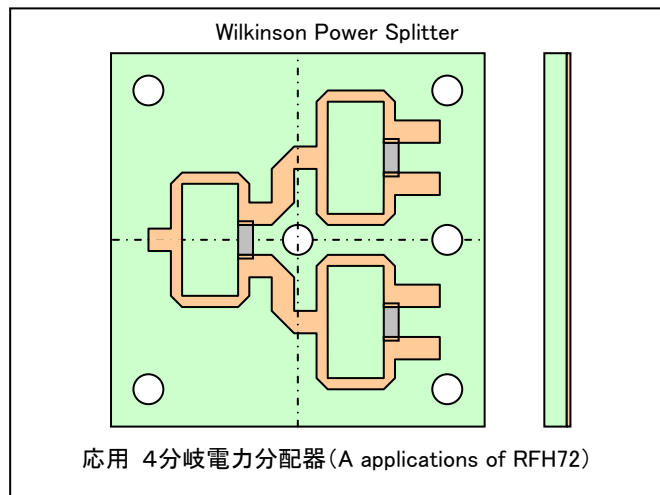 Wilkinson Power Splitter
応用 4分岐電力分配器(A applications of RFH72)